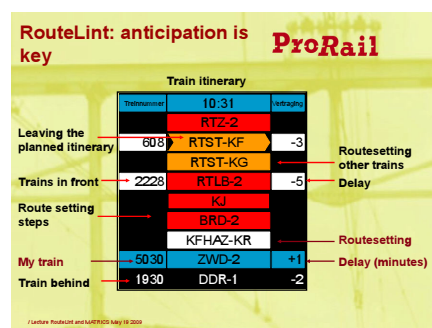 RouteLint: anticipation is
key
ProRail
Train itinerary
Treinnummer 10:31 Vertraging
RTZ-2
Leaving the
planned itinerary
608 RTST-KF -3
RTST-KG
Routesetting
other trains
Trains in front
2228 RTLB-2 -5
Delay
KJ
Route setting
steps
BRD-2
KFHAZ-KR
Routesetting
My train
5030 ZWD-2 +1
Delay (minutes)
Train behind
1930 DDR-1 -2
/ Lecture RouteLint and MATRICS May 19 2009